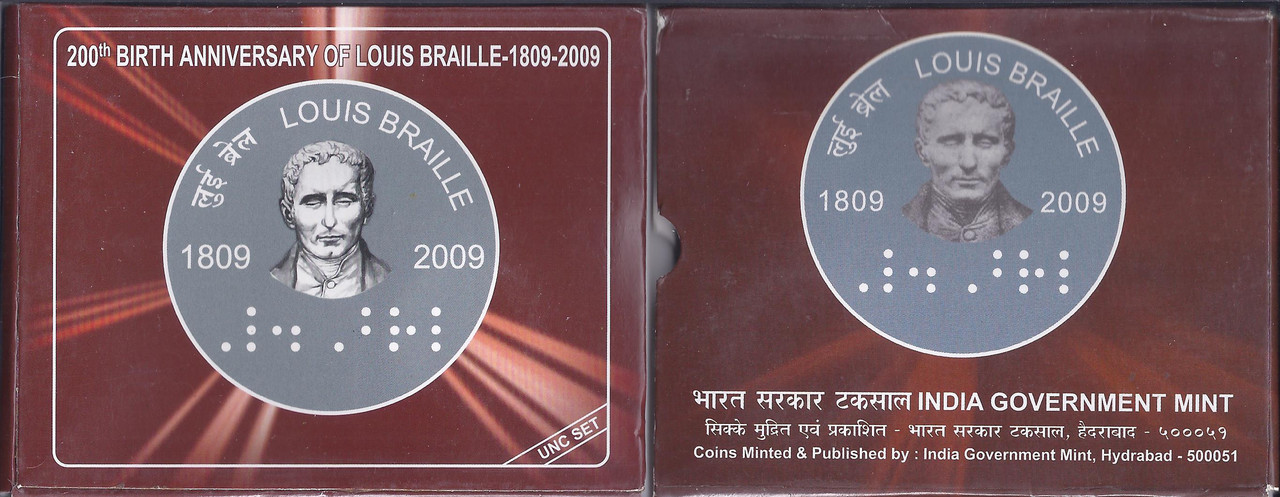 200th BIRTH ANNIVERSARY OF LOUIS BRAILLE-1809-2009
लुई ब्रेल LOUIS BRAILLE
1809 2009
UNC SET
लुई ब्रेल LOUIS BRAILLE
1809 2009
भारत सरकार टकसाल INDIA GOVERNMENT MINT
सिक्के मुद्रित एवं प्रकाशित - भारत सरकार टकसाल, हैदराबाद - ५०००५१
Coins Minted & Published by : India Government Mint, Hydrabad - 500051